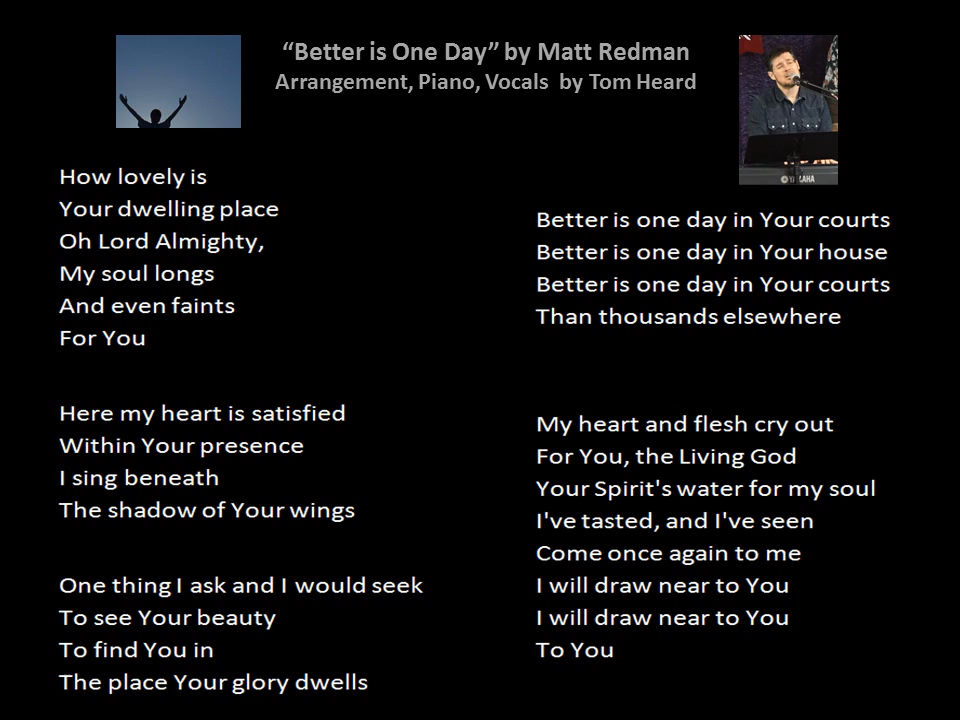 “Better is One Day” by Matt Redman
Arrangement, Piano, Vocals by Tom Heard
YAMAHA
How lovely is
Your dwelling place
Oh Lord Almighty,
My soul longs
And even faints
For You
Here my heart is satisfied
Within Your presence
I sing beneath
The shadow of Your wings
One thing I ask and I would seek
To see Your beauty
To find You in
The place Your glory dwells
Better is one day in Your courts
Better is one day in Your house
Better is one day in Your courts
Than thousands elsewhere
My heart and flesh cry out
For You, the Living God
Your Spirit's water for my soul
I've tasted, and I've seen
Come once again to me
I will draw near to You
I will draw near to You
To You